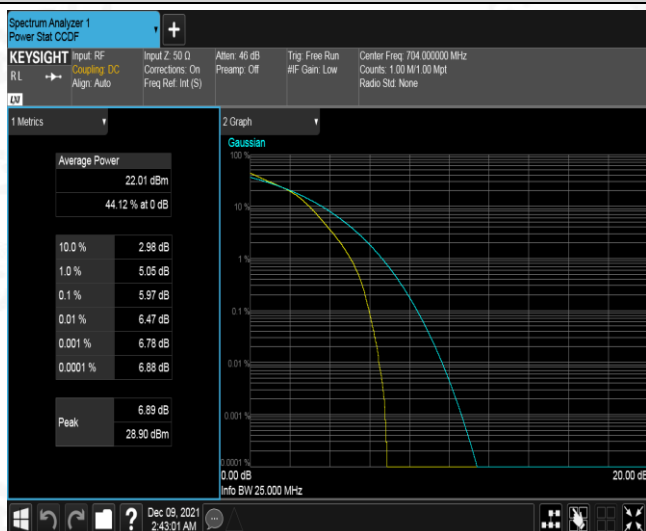 Spectrum Analyzer 1
Power Stat CCDF
+
KEYSIGHT
RL
LXI
Input: RF
Coupling: DC
Align: Auto
Input Z: 50 Ω
Corrections: On
Freq Ref: Int (S)
Atten: 46 dB
Preamp: Off
Trig: Free Run
#IF Gain: Low
Center Freq: 704.000000 MHz
Counts: 1.00 M/1.00 Mpt
Radio Std: None
1 Metrics
Average Power
22.01 dBm
44.12 % at 0 dB
10.0 % 2.98 dB
1.0 % 5.05 dB
0.1 % 5.97 dB
0.01 % 6.47 dB
0.001 % 6.78 dB
0.0001 % 6.88 dB
Peak
6.89 dB
28.90 dBm
2 Graph
Gaussian
100 %
10 %
1 %
0.1 %
0.01 %
0.001 %
0.0001 %
0.00 dB 20.00 dB
Info BW 25.000 MHz
?
Dec 09, 2021
2:43:01 AM